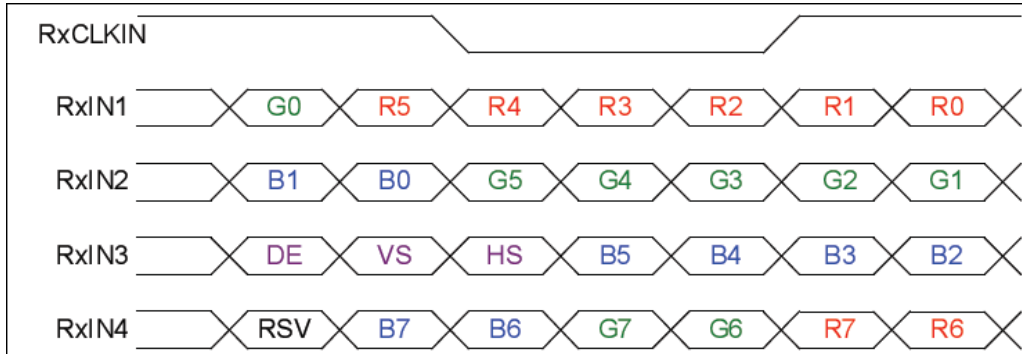 RxCLKIN
RxIN1 G0 R5 R4 R3 R2 R1 R0
RxIN2 B1 B0 G5 G4 G3 G2 G1
RxIN3 DE VS HS B5 B4 B3 B2
RxIN4 RSV B7 B6 G7 G6 R7 R6